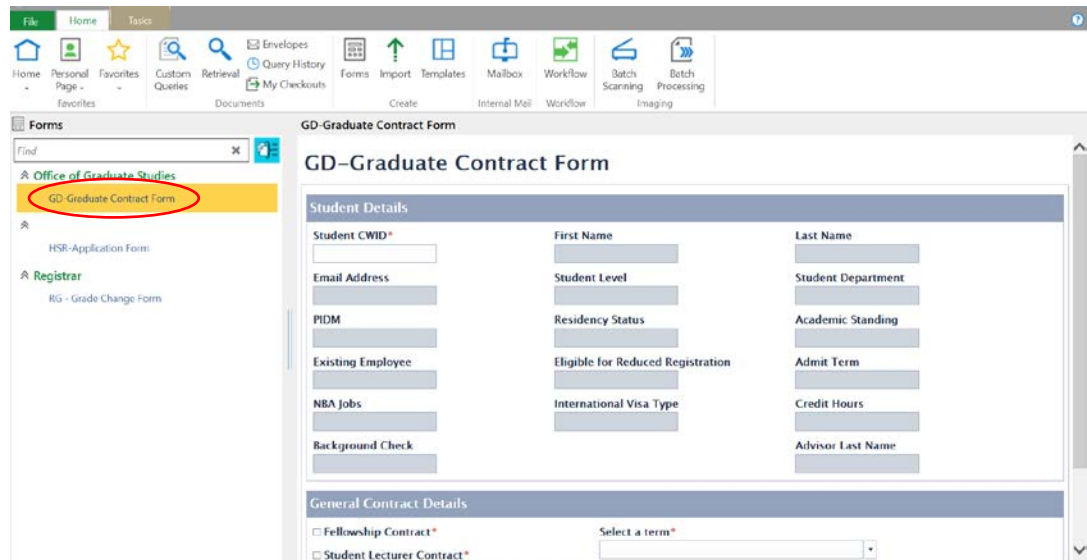 File Home Tasks
Home Personal Page Favorites Custom Queries Retrieval Envelopes Query History My Checkouts Forms Import Templates Mailbox Workflow Batch Scanning Batch Processing
Favorites Documents Create Internal Mail Workflow Imaging
Forms
Find
Office of Graduate Studies
GD-Graduate Contract Form
HSR-Application Form
Registrar
RG - Grade Change Form
GD-Graduate Contract Form
GD-Graduate Contract Form
Student Details
Student CWID* First Name Last Name
Email Address Student Level Student Department
PIDM Residency Status Academic Standing
Existing Employee Eligible for Reduced Registration Admit Term
NBA Jobs International Visa Type Credit Hours
Background Check Advisor Last Name
General Contract Details
Fellowship Contract* Select a term*
Student Lecturer Contract*